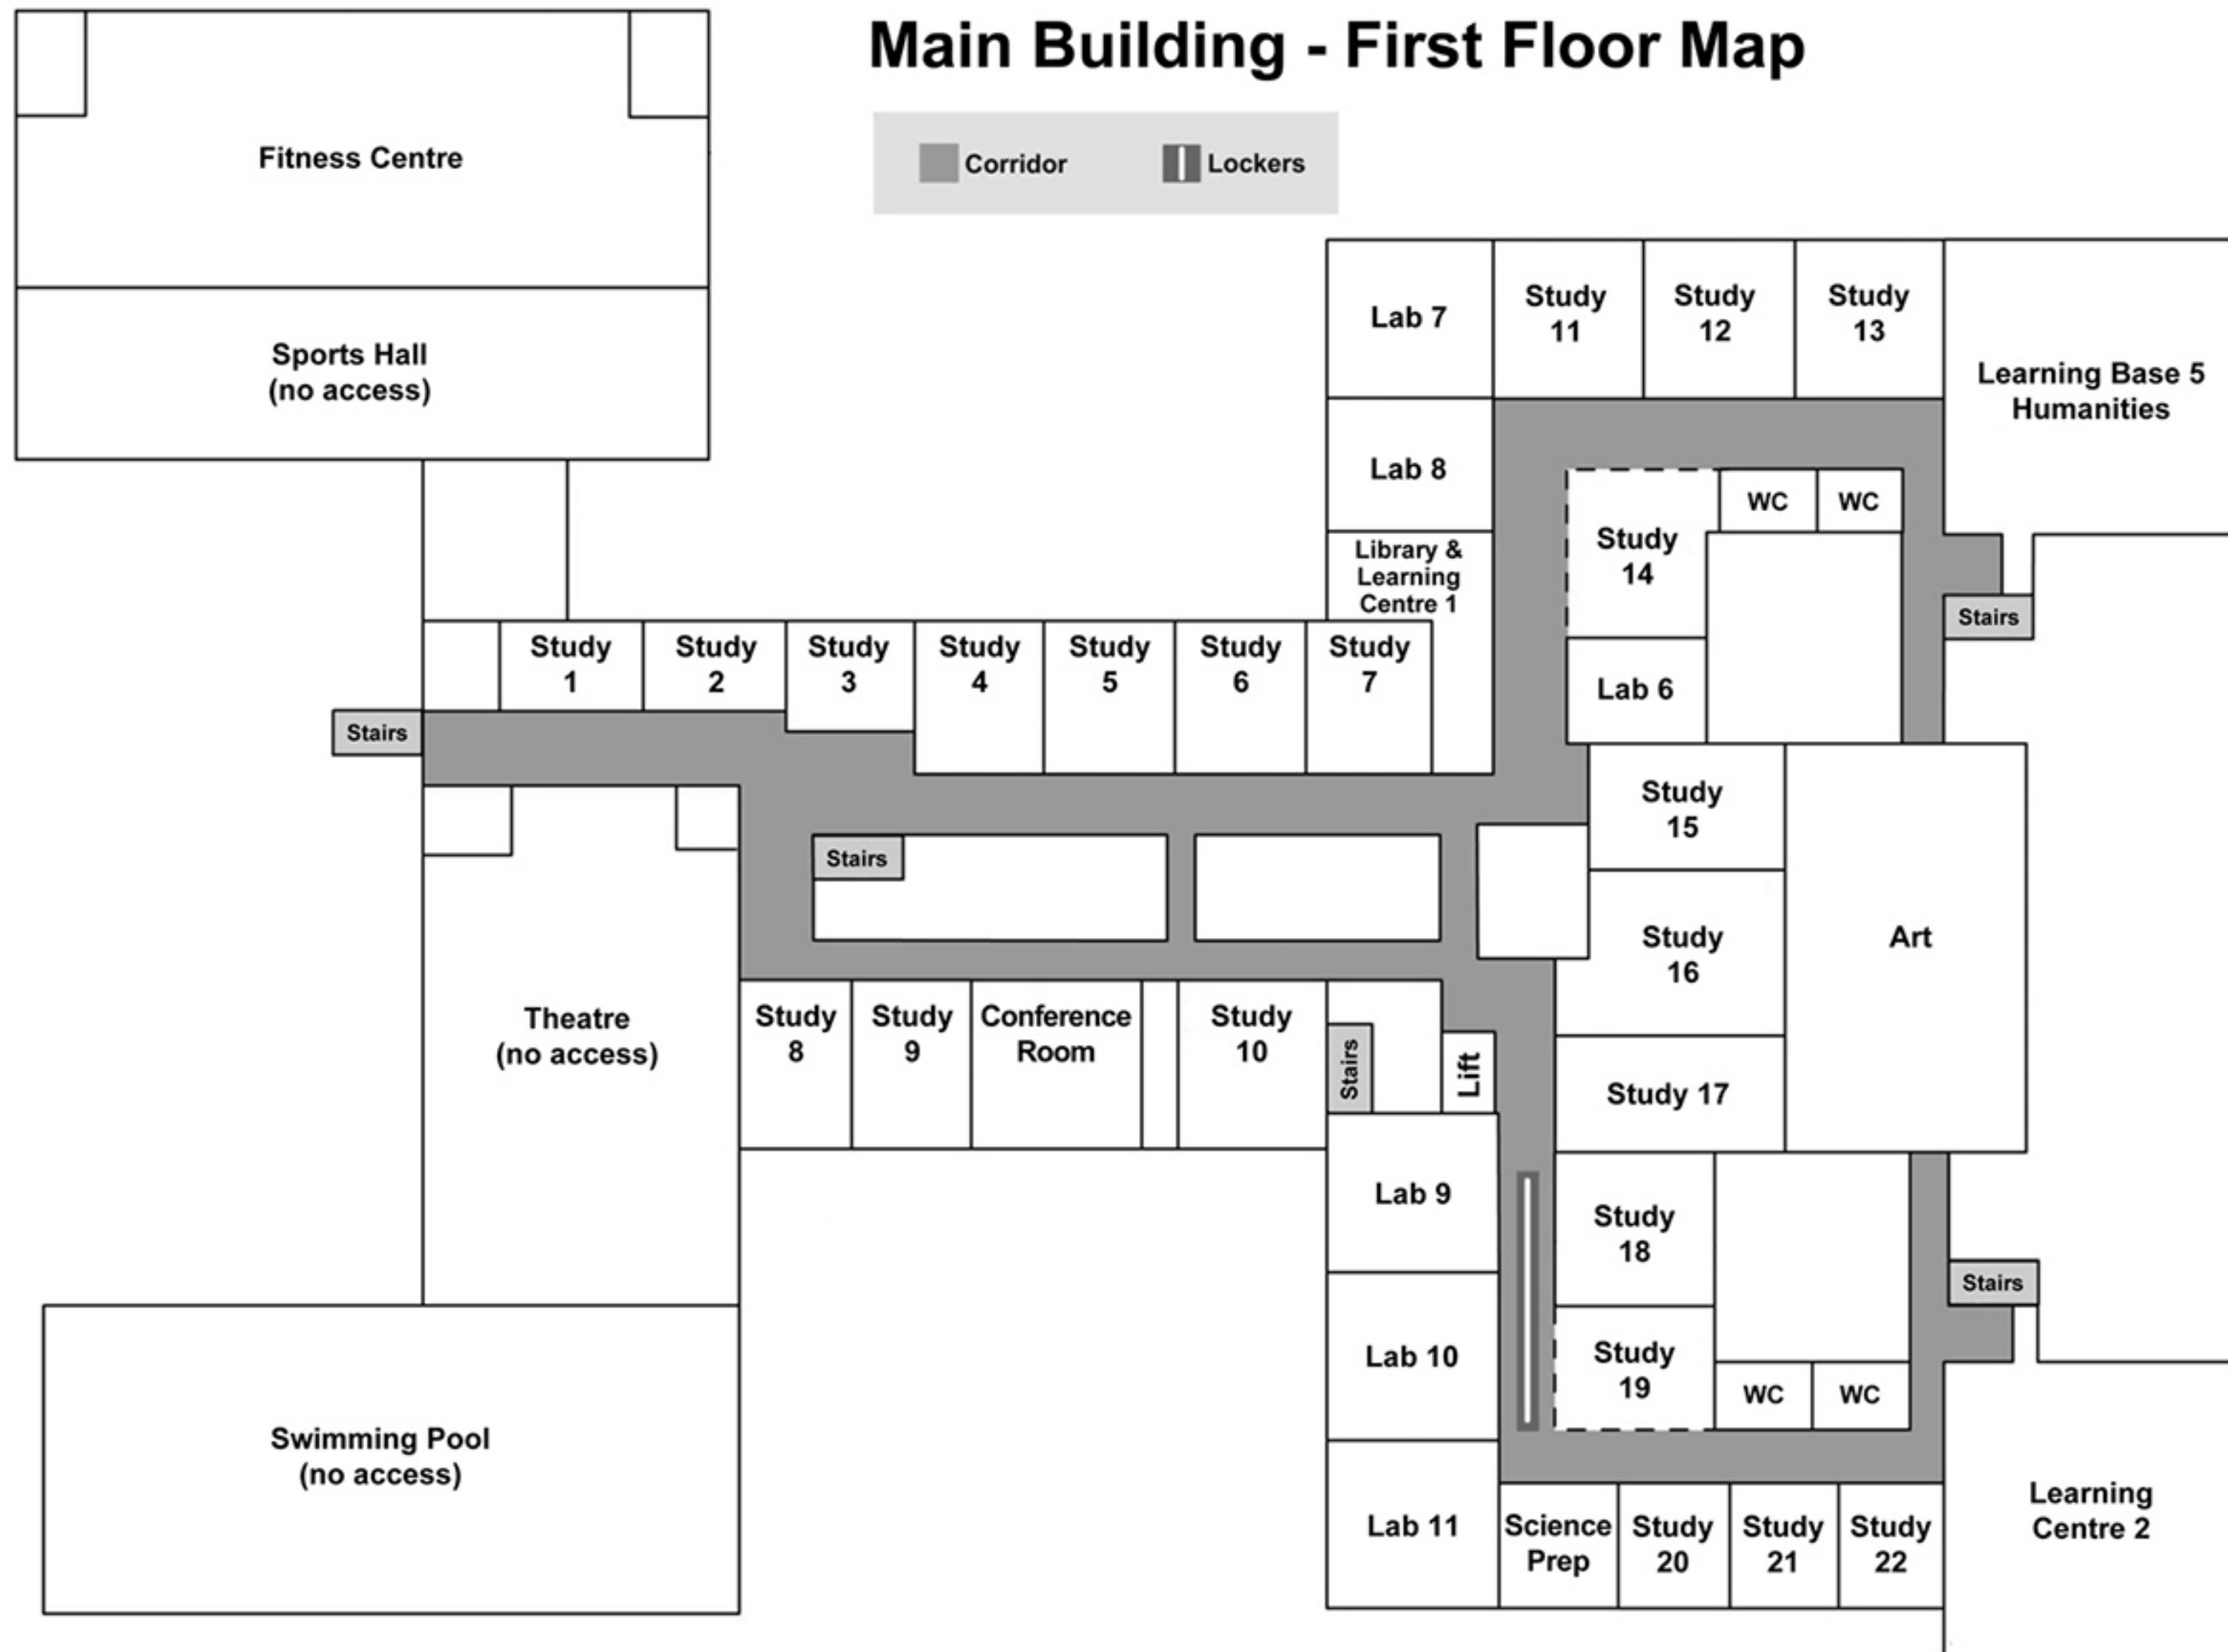 Main Building - First Floor Map
Corridor
Lockers
Fitness Centre
Sports Hall
(no access)
Lab 7
Study
11
Study
12
Study
13
Learning Base 5
Humanities
Lab 8
WC
WC
Study
14
Library &
Learning
Centre 1
Stairs
Study
1
Study
2
Study
3
Study
4
Study
5
Study
6
Study
7
Lab 6
Stairs
Study
15
Stairs
Study
16
Art
Theatre
(no access)
Study
8
Study
9
Conference
Room
Study
10
Stairs
Lift
Study 17
Lab 9
Study
18
Stairs
Lab 10
Study
19
WC
WC
Swimming Pool
(no access)
Lab 11
Science
Prep
Study
20
Study
21
Study
22
Learning
Centre 2